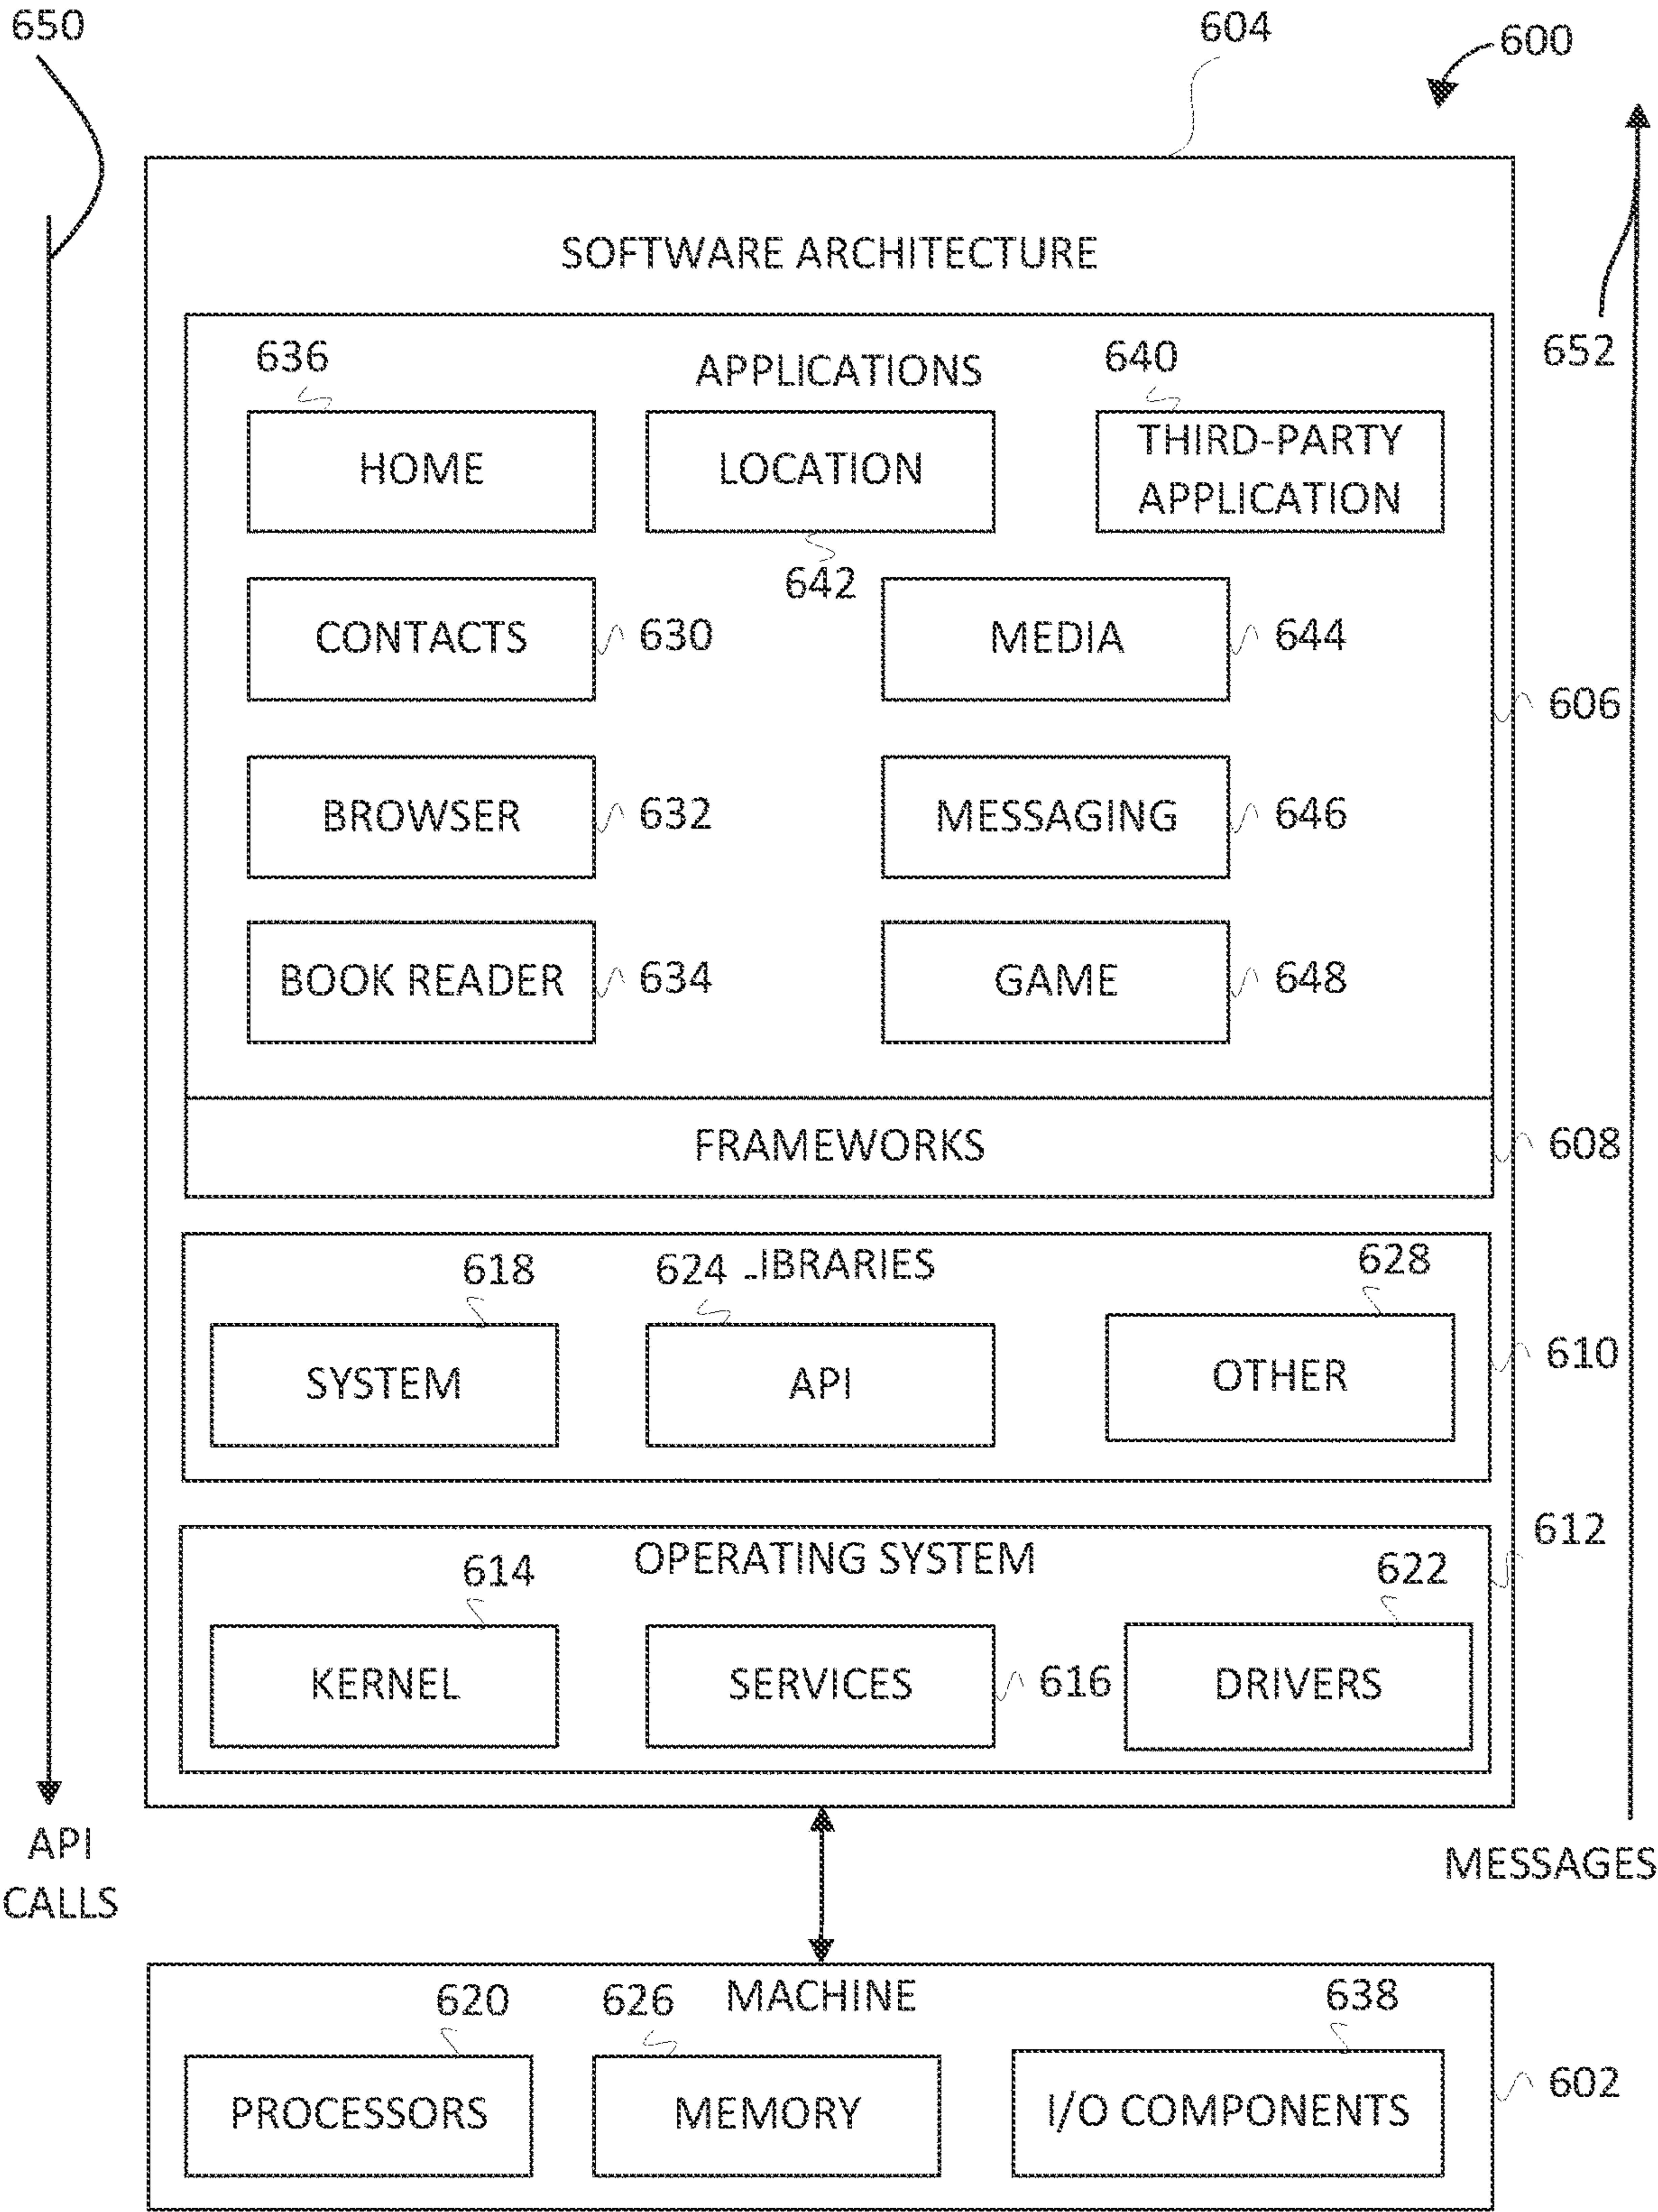 650
604
600
SOFTWARE ARCHITECTURE
652
636
APPLICATIONS
640
HOME
LOCATION
THIRD-PARTY
APPLICATION
642
CONTACTS
630
MEDIA
644
606
BROWSER
632
MESSAGING
646
BOOK READER
634
GAME
648
FRAMEWORKS
608
618
624
LIBRARIES
628
SYSTEM
API
OTHER
610
612
OPERATING SYSTEM
614
622
KERNEL
SERVICES
616
DRIVERS
API
CALLS
MESSAGES
620
626
MACHINE
638
PROCESSORS
MEMORY
I/O COMPONENTS
602